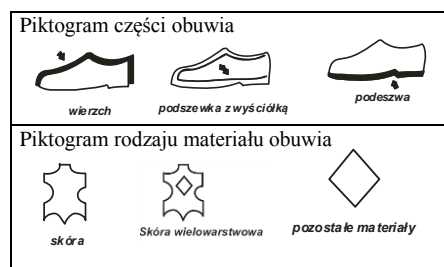 Piktogram części obuwia
wierzch
podszewka z wyściółką
podeszwa
Piktogram rodzaju materiału obuwia
skóra
Skóra wielowarstwowa
pozostałe materiały